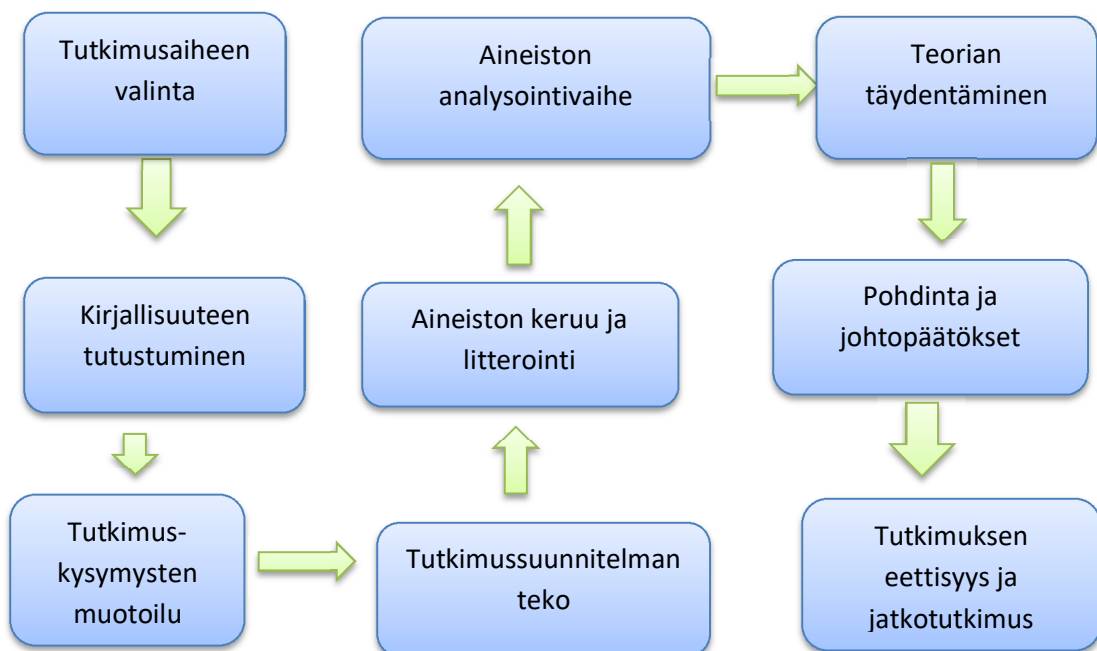 Tutkimusaiheen
valinta
Kirjallisuuteen
tutustuminen
Tutkimus-
kysymysten
muotoilu
Tutkimussuunnitelman
teko
Aineiston keruu ja
litterointi
Aineiston
analysointivaihe
Teorian
täydentäminen
Pohdinta ja
johtopäätökset
Tutkimuksen
eettisyys ja
jatkotutkimus